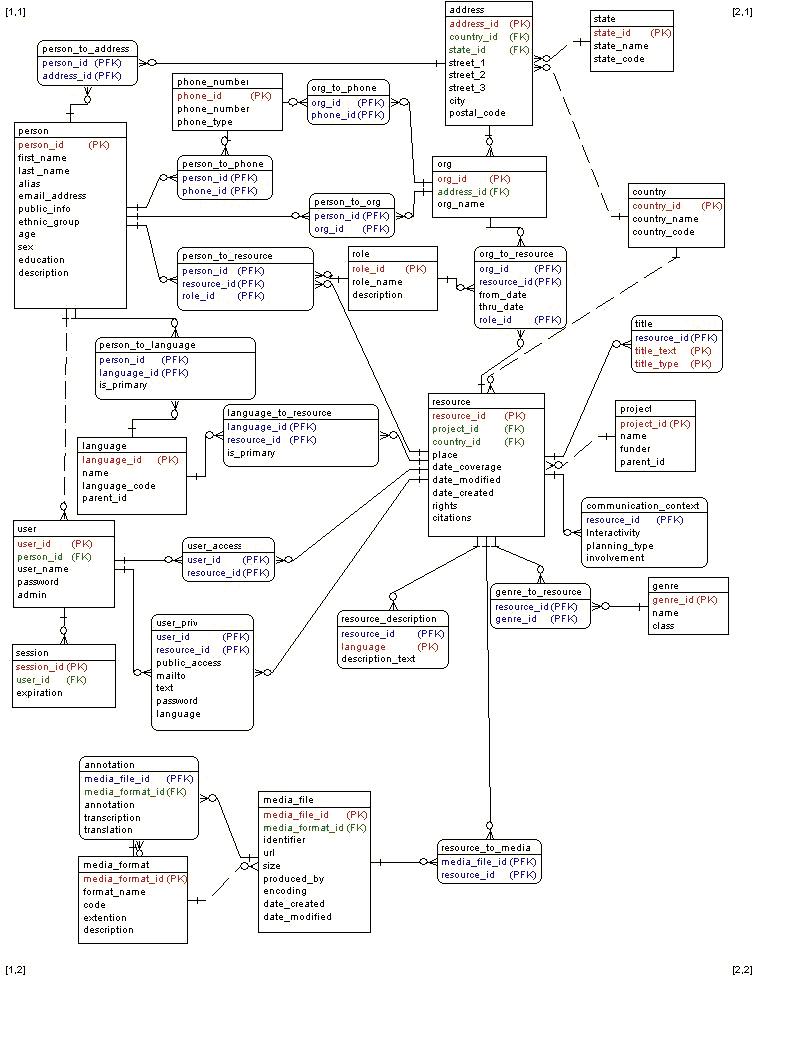 [1,1]
[2,1]
address
address_id (PK)
country_id (FK)
state_id (FK)
street_1
street_2
street_3
city
postal_code
state
state_id (PK)
state_name
state_code
person_to_address
person_id (PFK)
address_id (PFK)
phone_number
phone_id (PK)
phone_number
phone_type
org_to_phone
org_id (PFK)
phone_id (PFK)
person
person_id (PK)
first_name
last_name
alias
email_address
public_info
ethnic_group
age
sex
education
description
person_to_phone
person_id (PFK)
phone_id (PFK)
org
org_id (PK)
address_id (FK)
org_name
person_to_org
person_id (PFK)
org_id (PFK)
country
country_id (PK)
country_name
country_code
person_to_resource
person_id (PFK)
resource_id (PFK)
role_id (PFK)
role
role_id (PK)
role_name
description
org_to_resource
org_id (PFK)
resource_id (PFK)
from_date
thru_date
role_id (PFK)
title
resource_id (PFK)
title_text (PK)
title_type (PK)
person_to_language
person_id (PFK)
language_id (PFK)
is_primary
language_to_resource
language_id (PFK)
resource_id (PFK)
is_primary
resource
resource_id (PK)
project_id (FK)
country_id (FK)
place
date_coverage
date_modified
date_created
rights
citations
project
project_id (PK)
name
funder
parent_id
language
language_id (PK)
name
language_code
parent_id
communication_context
resource_id (PFK)
Interactivity
planning_type
involvement
user
user_id (PK)
person_id (FK)
user_name
password
admin
user_access
user_id (PFK)
resource_id (PFK)
genre_to_resource
resource_id (PFK)
genre_id (PFK)
genre
genre_id (PK)
name
class
user_priv
user_id (PFK)
resource_id (PFK)
public_access
mailto
text
password
language
resource_description
resource_id (PFK)
language (PK)
description_text
session
session_id (PK)
user_id (FK)
expiration
annotation
media_file_id (PFK)
media_format_id (FK)
annotation
transcription
translation
media_file
media_file_id (PK)
media_format_id (FK)
identifier
url
size
produced_by
encoding
date_created
date_modified
resource_to_media
media_file_id (PFK)
resource_id (PFK)
media_format
media_format_id (PK)
format_name
code
extention
description
[1,2]
[2,2]